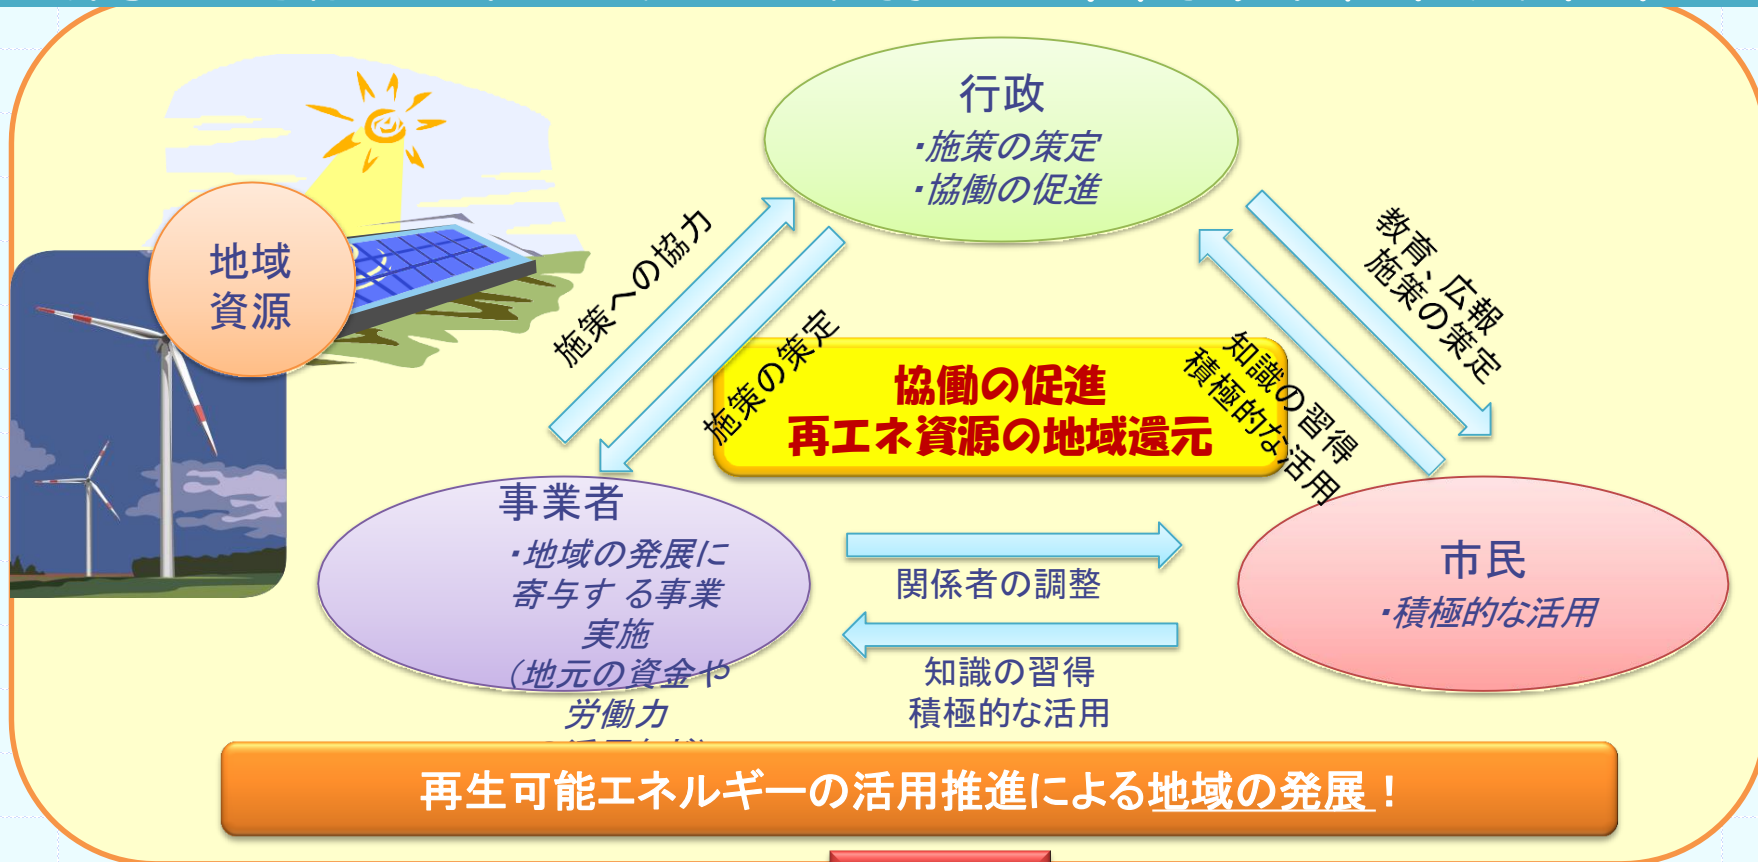 行政
・施策の策定
・協働の促進
地域
資源
施策への協力
施策の策定
教育、広報
施策の策定
知識の習得
積極的な活用
協働の促進
再エネ資源の地域還元
事業者
・地域の発展に
寄与す る事業
実施
（地元の資金や
労働力
関係者の調整
知識の習得
積極的な活用
市民
・積極的な活用
再生可能エネルギーの活用推進による地域の発展！